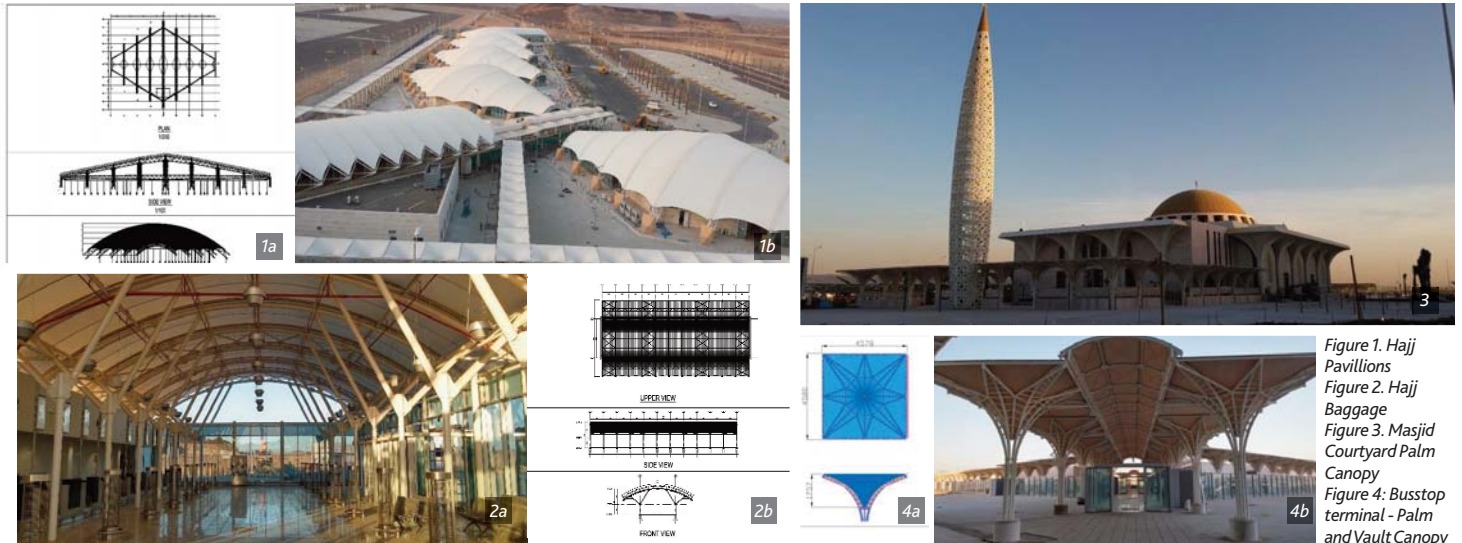 PLAN
SIDE VIEW
1a
1b
2a
UPPER VIEW
SIDE VIEW
FRONT VIEW
2b
3
4576
4a
4b
Figure 1. Hajj
Pavillions
Figure 2. Hajj
Baggage
Figure 3. Masjid
Courtyard Palm
Canopy
Figure 4: Busstop
terminal - Palm
and Vault Canopy